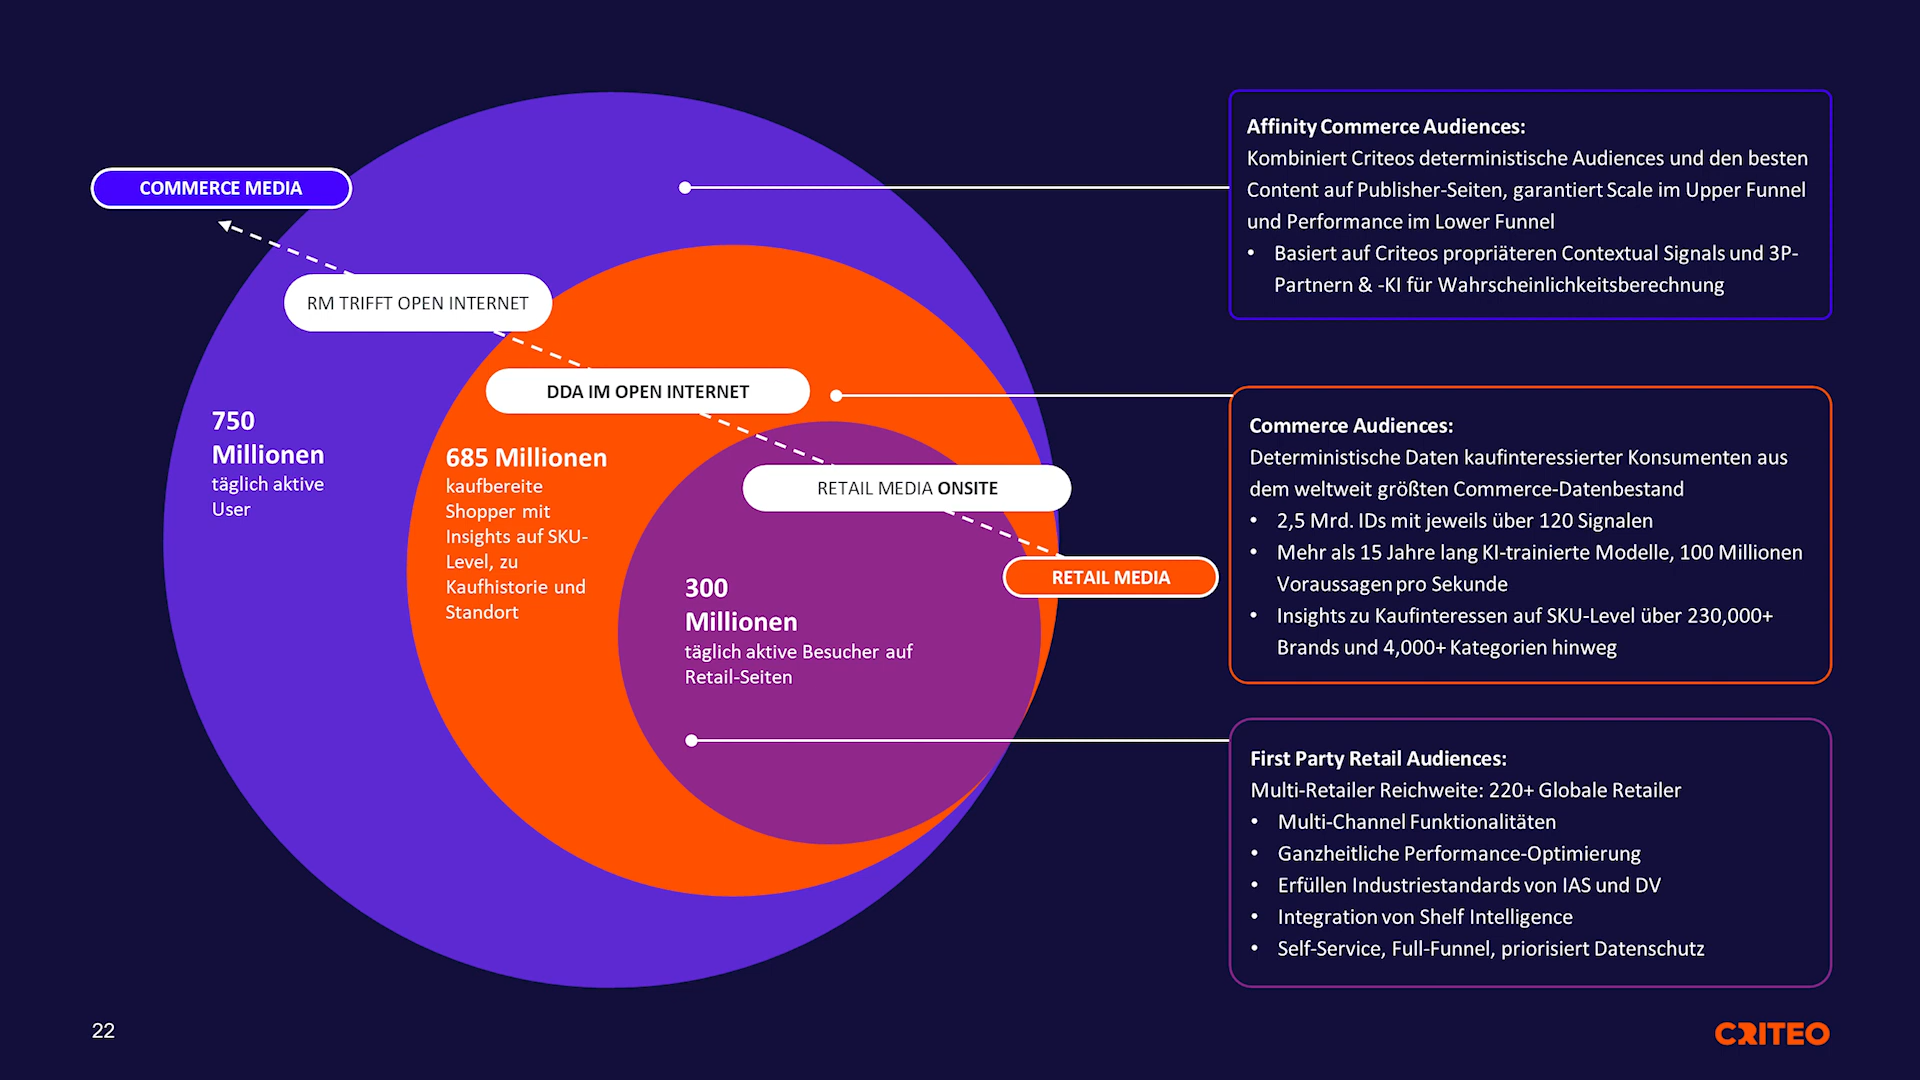 COMMERCE MEDIA
RM TRIFFT OPEN INTERNET
DDA IM OPEN INTERNET
RETAIL MEDIA ONSITE
RETAIL MEDIA
750
Millionen
täglich aktive
User
685 Millionen
kaufbereite
Shopper mit
Insights auf SKU-
Level, zu
Kaufhistorie und
Standort
300
Millionen
täglich aktive Besucher auf
Retail-Seiten
Affinity Commerce Audiences:
Kombiniert Criteos deterministische Audiences und den besten
Content auf Publisher-Seiten, garantiert Scale im Upper Funnel
und Performance im Lower Funnel
• Basiert auf Criteos propriäteren Contextual Signals und 3P-
Partnern & -KI für Wahrscheinlichkeitsberechnung
Commerce Audiences:
Deterministische Daten kaufinteressierter Konsumenten aus
dem weltweit größten Commerce-Datenbestand
• 2,5 Mrd. IDs mit jeweils über 120 Signalen
• Mehr als 15 Jahre lang KI-trainierte Modelle, 100 Millionen
Voraussagen pro Sekunde
• Insights zu Kaufinteressen auf SKU-Level über 230,000+
Brands und 4,000+ Kategorien hinweg
First Party Retail Audiences:
Multi-Retailer Reichweite: 220+ Globale Retailer
• Multi-Channel Funktionalitäten
• Ganzheitliche Performance-Optimierung
• Erfüllen Industriestandards von IAS und DV
• Integration von Shelf Intelligence
• Self-Service, Full-Funnel, priorisiert Datenschutz
22
CRITEO